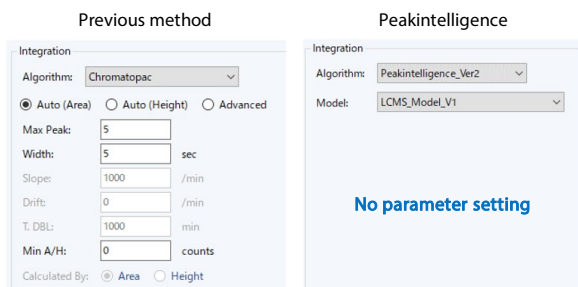 Previous method
Integration
Algorithm: Chromatopac
Auto (Area) Auto (Height) Advanced
Max Peak: 5
Width: 5 sec
Slope: 1000 /min
Drift: 0 /min
T. DBL: 1000 min
Min A/H: 0 counts
Calculated By: Area Height
Peakintelligence
Integration
Algorithm: Peakintelligence_Ver2
Model: LCMS_Model_V1
No parameter setting